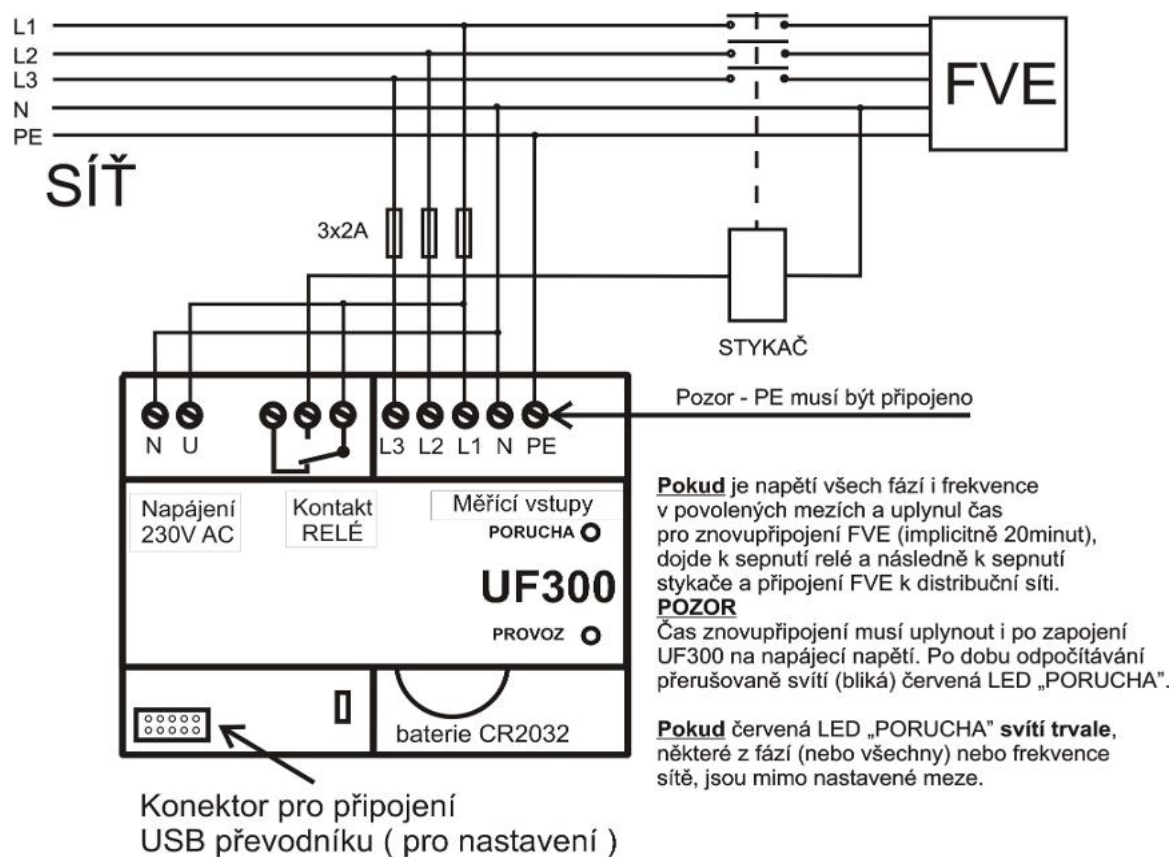 L1
L2
L3
N
PE
SÍŤ
FVE
3x2A
STYKAČ
Pozor - PE musí být připojeno
N U
L3 L2 L1 N PE
Napájení
230V AC
Kontakt
RELÉ
Měřící vstupy
PORUCHA
UF300
PROVOZ
baterie CR2032
Konektor pro připojení
USB převodníku ( pro nastavení )
Pokud je napětí všech fází i frekvence
v povolených mezích a uplynul čas
pro znovupřipojení FVE (implicitně 20minut),
dojde k sepnutí relé a následně k sepnutí
stykače a připojení FVE k distribuční síti.
POZOR
Čas znovupřipojení musí uplynout i po zapojení
UF300 na napájecí napětí. Po dobu odpočítávání
přerušovaně svítí (bliká) červená LED „PORUCHA”.
Pokud červená LED „PORUCHA” svítí trvale,
některé z fází (nebo všechny) nebo frekvence
sítě, jsou mimo nastavené meze.